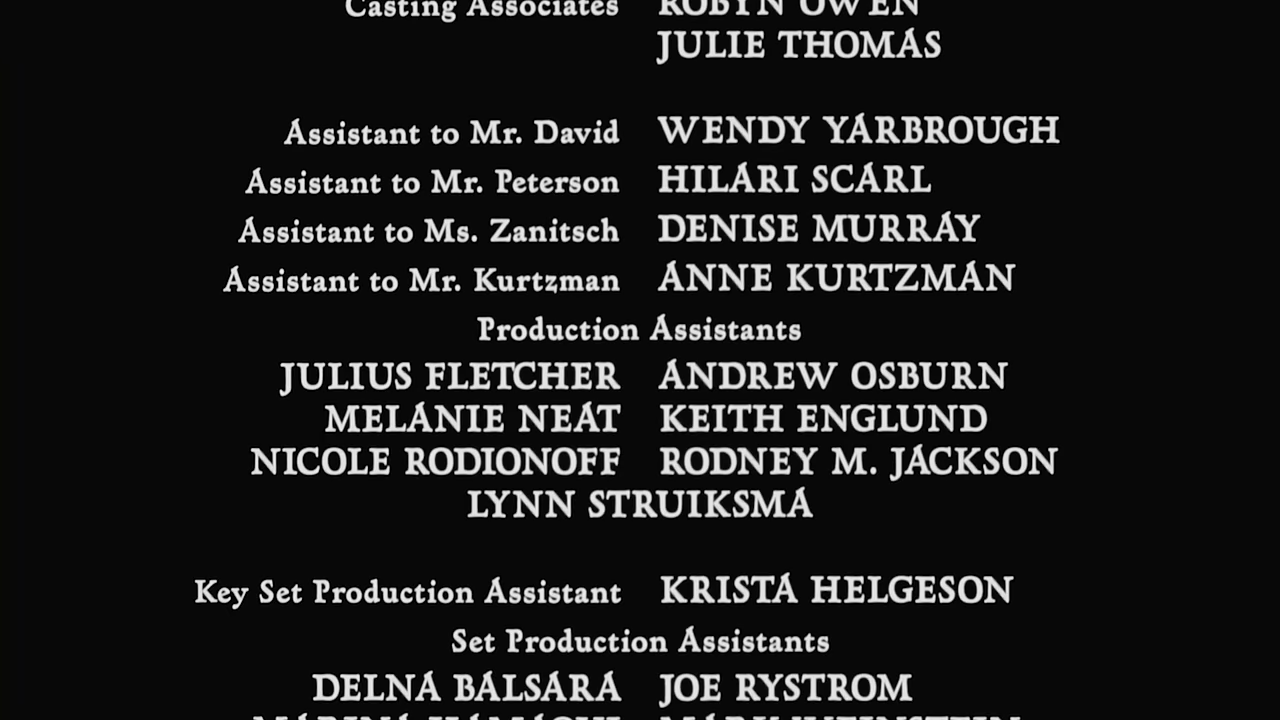 Casting Associates ROBYN OWEN
JULIE THOMAS
Assistant to Mr. David WENDY YARBROUGH
Assistant to Mr. Peterson HILARI SCARL
Assistant to Ms. Zanitsch DENISE MURRAY
Assistant to Mr. Kurtzman ANNE KURTZMAN
Production Assistants
JULIUS FLETCHER ANDREW OSBURN
MELANIE NEAT KEITH ENGLUND
NICOLE RODIONOFF RODNEY M. JACKSON
LYNN STRUIKSMA
Key Set Production Assistant KRISTA HELGESON
Set Production Assistants
DELNA BALSARA JOE RYSTROM
MARK WEINSTEIN